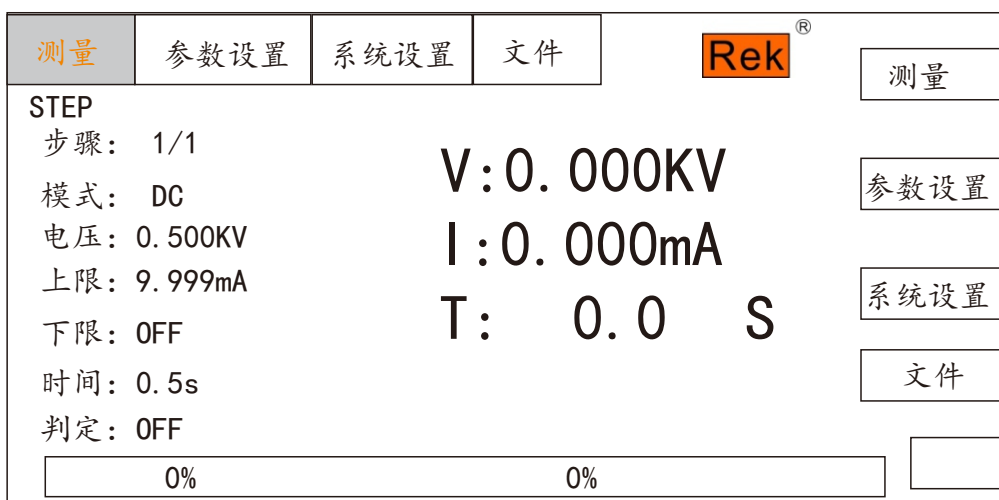 测量 参数设置 系统设置 文件 Rek®
测量
STEP
步骤： 1/1
V:0.000KV
模式： DC
参数设置
电压：0.500KV
I:0.000mA
上限：9.999mA
系统设置
下限：OFF
T: 0.0 S
时间：0.5s
文件
判定：OFF
0% 0%